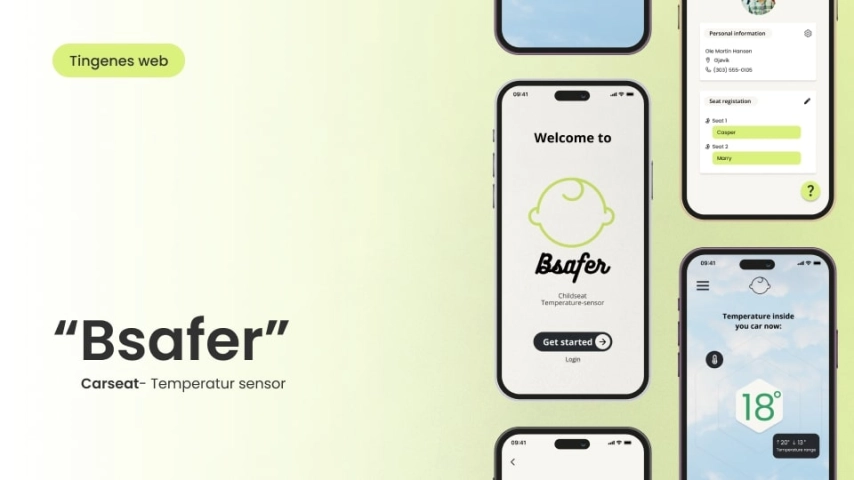 Tingenes web
“Bsafer”
Carseat- Temperatur sensor
09:41
Welcome to
Bsafer
Childseat
Temperature-sensor
Get started
Login
09:41
Personal information
Ole Martin Hansen
Gjøvik
(303) 555-0105
Seat registation
Seat 1
Casper
Seat 2
Marry
?
09:41
Temperature inside
you car now:
18°
↑ 20° ↓ 13°
Temperature range